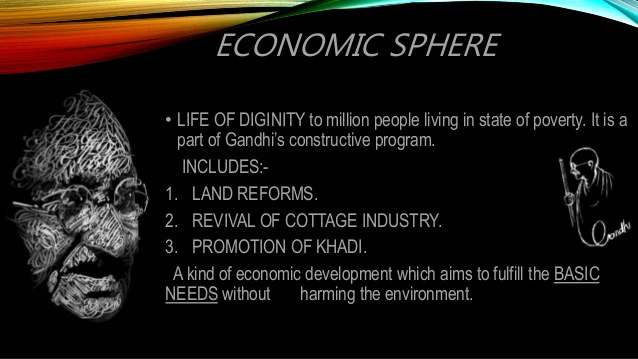 ECONOMIC SPHERE
• LIFE OF DIGINITY to million people living in state of poverty. It is a
part of Gandhi's constructive program.
INCLUDES:-
1. LAND REFORMS.
2. REVIVAL OF COTTAGE INDUSTRY.
3. PROMOTION OF KHADI.
A kind of economic development which aims to fulfill the BASIC
NEEDS without harming the environment.
Gandhi